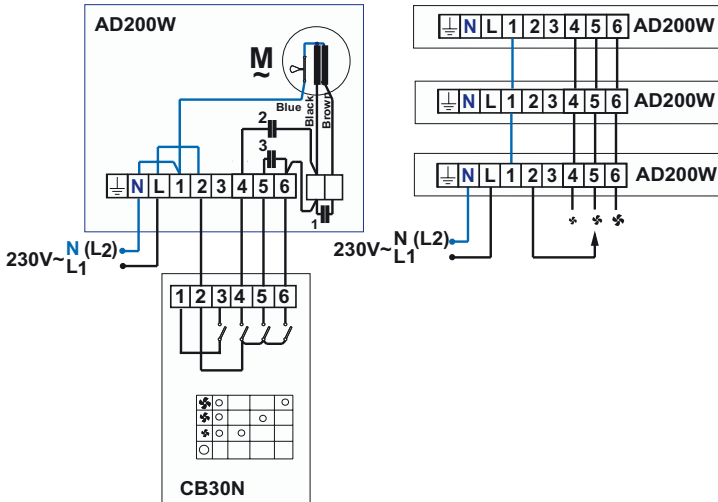 AD200W
M
~
Blue
Black
Brown
2
3
N L 1 2 3 4 5 6
1
230V~
N (L2)
L1
1 2 3 4 5 6
CB30N
N L 1 2 3 4 5 6 AD200W
N L 1 2 3 4 5 6 AD200W
N L 1 2 3 4 5 6 AD200W
230V~
N (L2)
L1